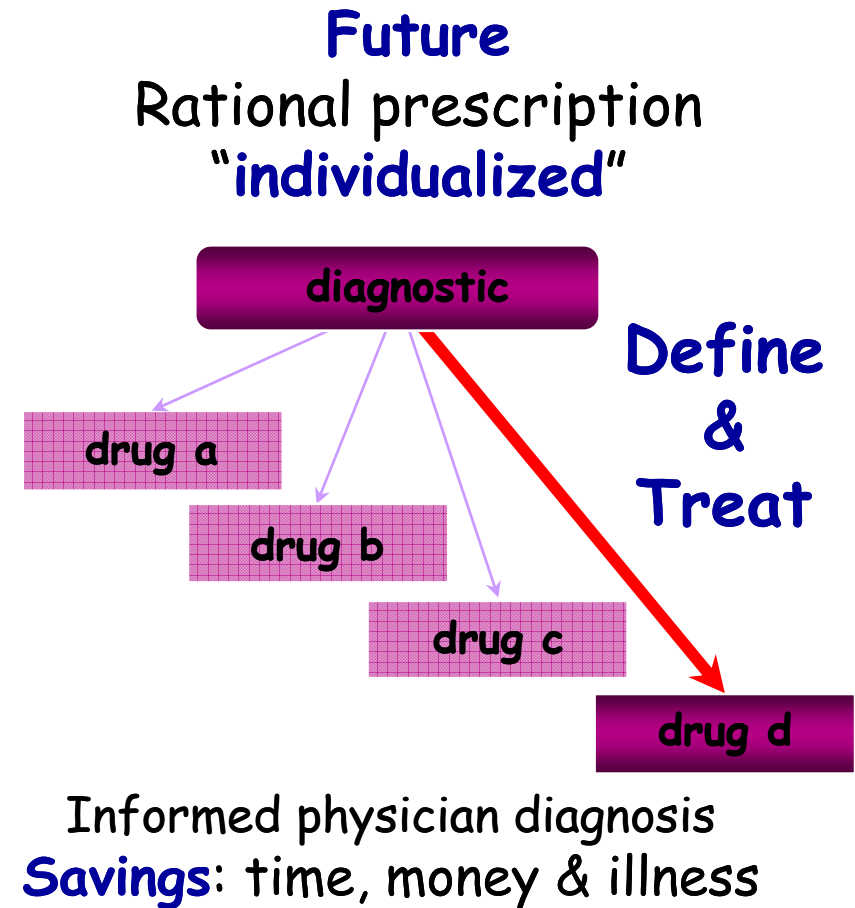 Future
Rational prescription
“individualized”
diagnostic
Define
&
Treat
drug a
drug b
drug c
drug d
Informed physician diagnosis
Savings: time, money & illness